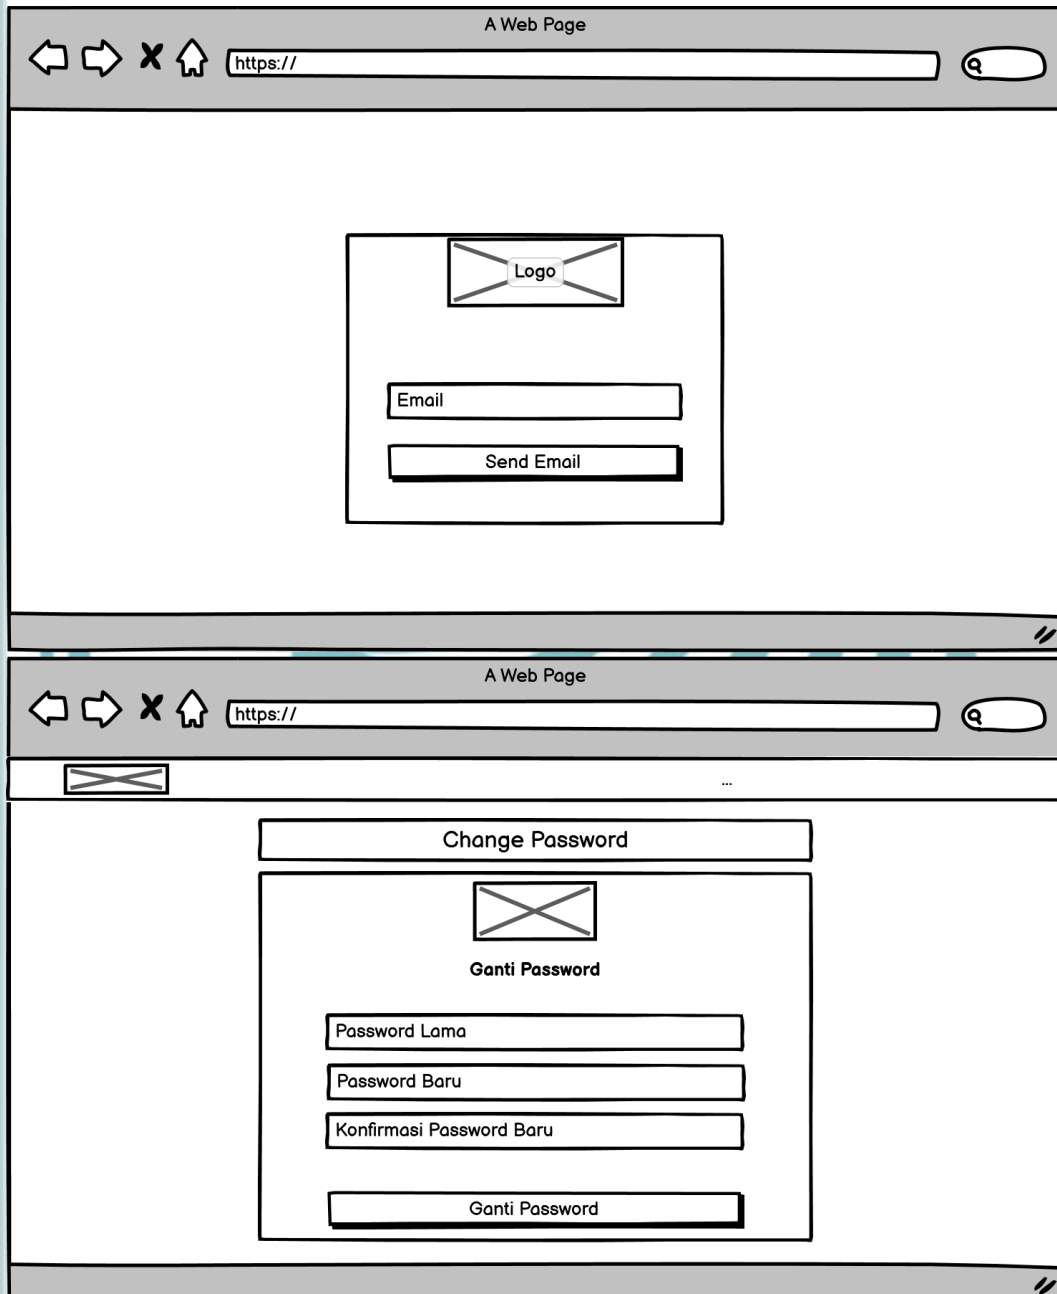 A Web Page
https://
Logo
Email
Send Email
A Web Page
https://
...
Change Password
Ganti Password
Password Lama
Password Baru
Konfirmasi Password Baru
Ganti Password